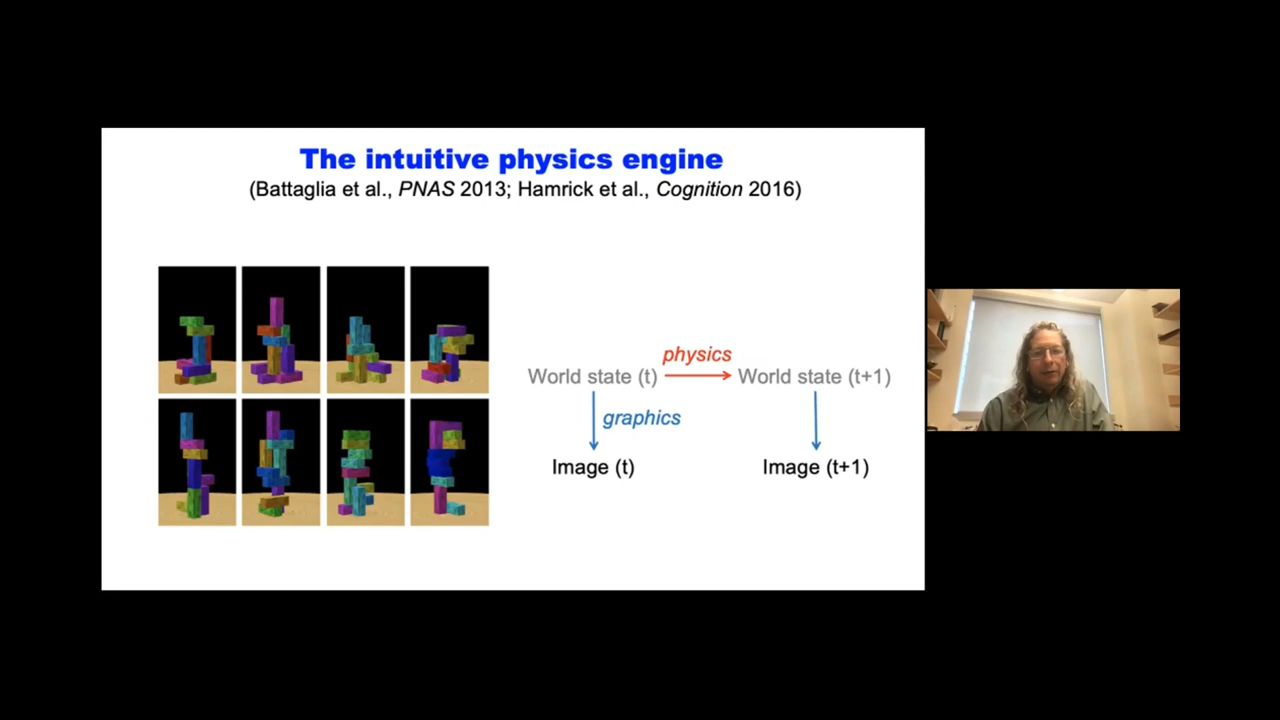 The intuitive physics engine
(Battaglia et al., PNAS 2013; Hamrick et al., Cognition 2016)
physics
World state (t)
World state (t+1)
graphics
Image (t)
Image (t+1)